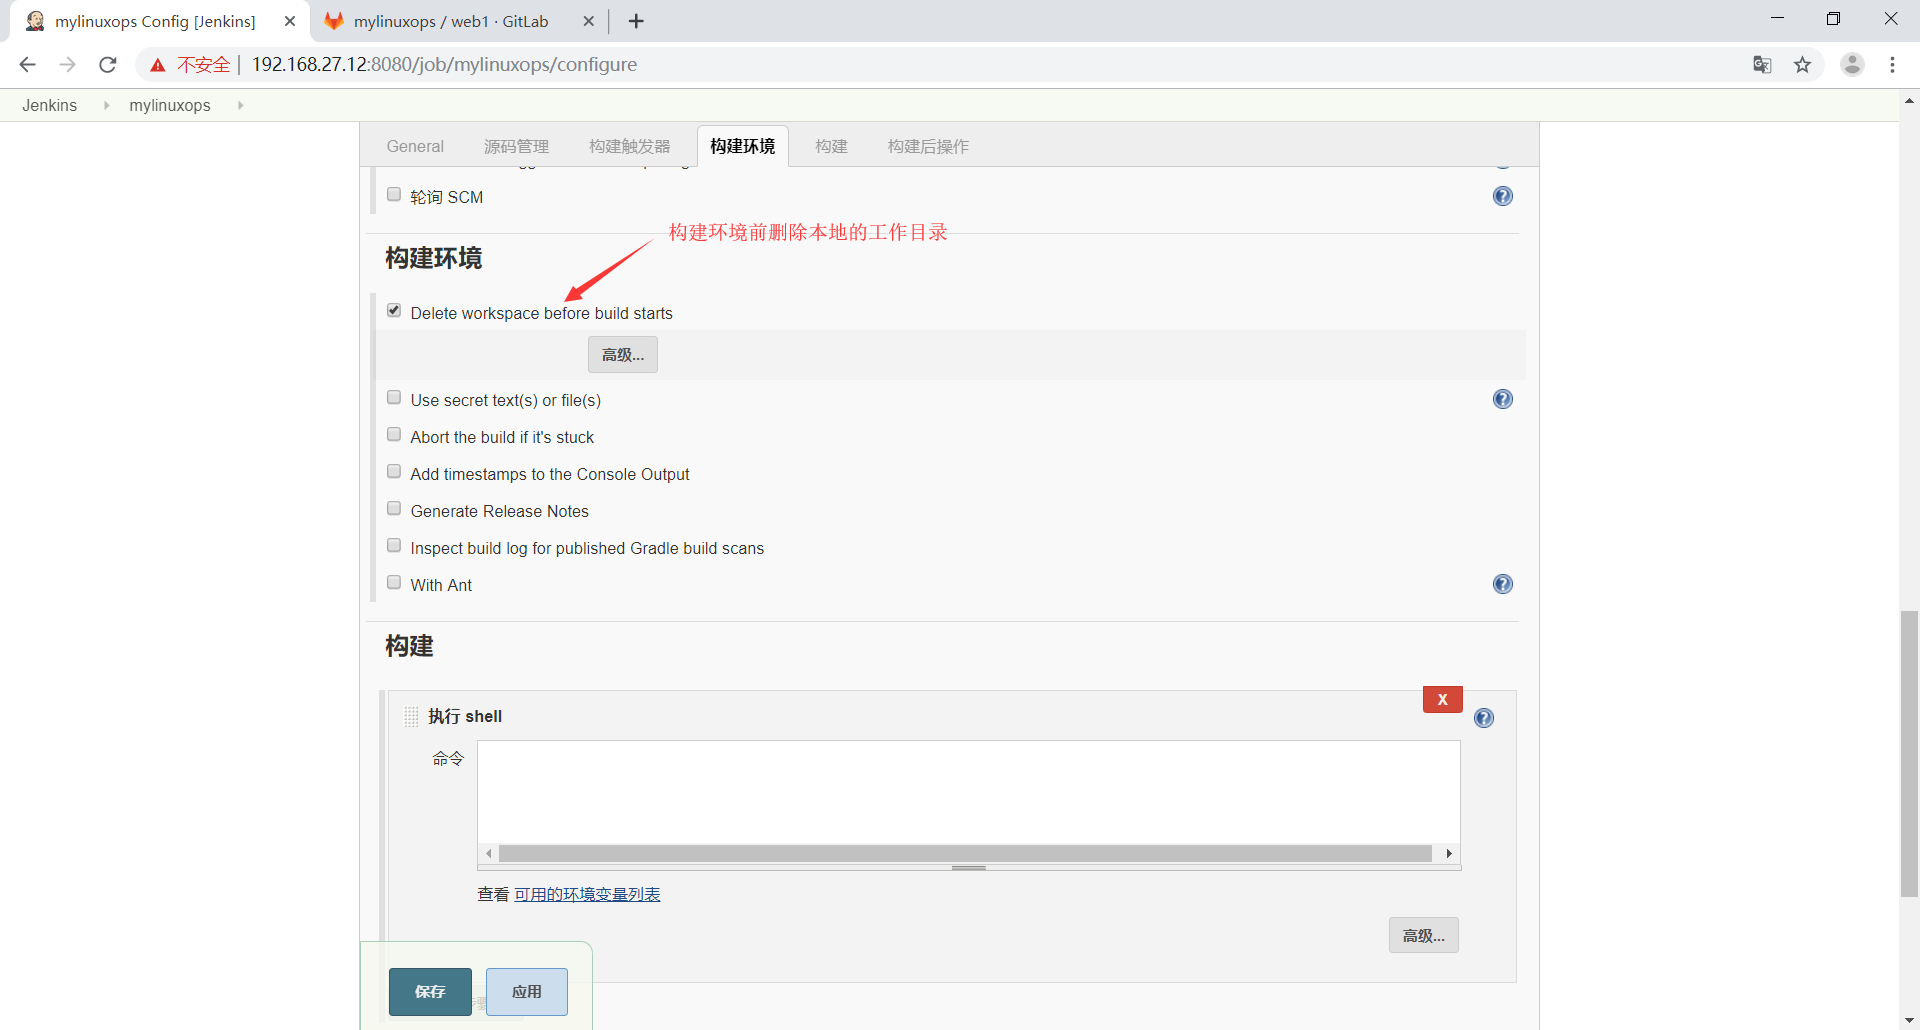 mylinuxops Config [Jenkins]
mylinuxops / web1 · GitLab
不安全 | 192.168.27.12:8080/job/mylinuxops/configure
Jenkins
mylinuxops
General
源码管理
构建触发器
构建环境
构建
构建后操作
轮询 SCM
构建环境前删除本地的工作目录
构建环境
Delete workspace before build starts
高级...
Use secret text(s) or file(s)
Abort the build if it's stuck
Add timestamps to the Console Output
Generate Release Notes
Inspect build log for published Gradle build scans
With Ant
构建
X
执行 shell
命令
查看 可用的环境变量列表
高级...
保存
应用